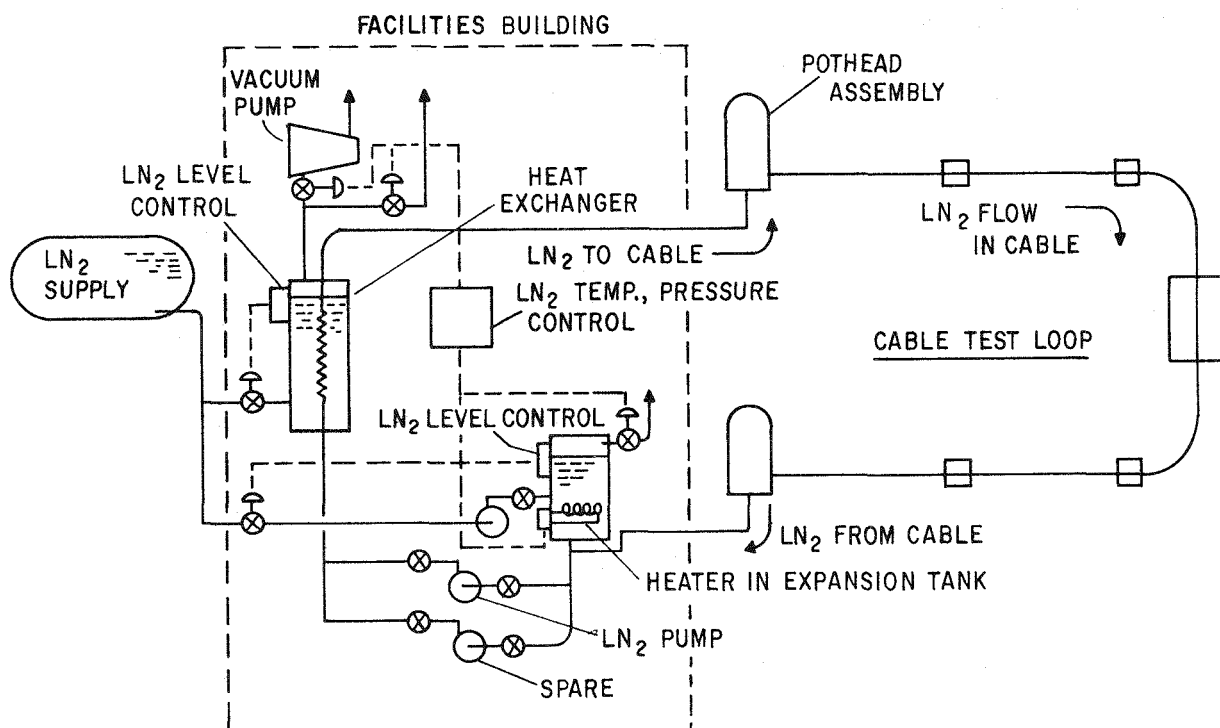 FACILITIES BUILDING
VACUUM
PUMP
POTHEAD
ASSEMBLY
LN₂ LEVEL
CONTROL
HEAT
EXCHANGER
LN₂ FLOW
IN CABLE
LN₂
SUPPLY
LN₂ TO CABLE
LN₂ TEMP., PRESSURE
CONTROL
CABLE TEST LOOP
LN₂ LEVEL CONTROL
LN₂ FROM CABLE
HEATER IN EXPANSION TANK
LN₂ PUMP
SPARE